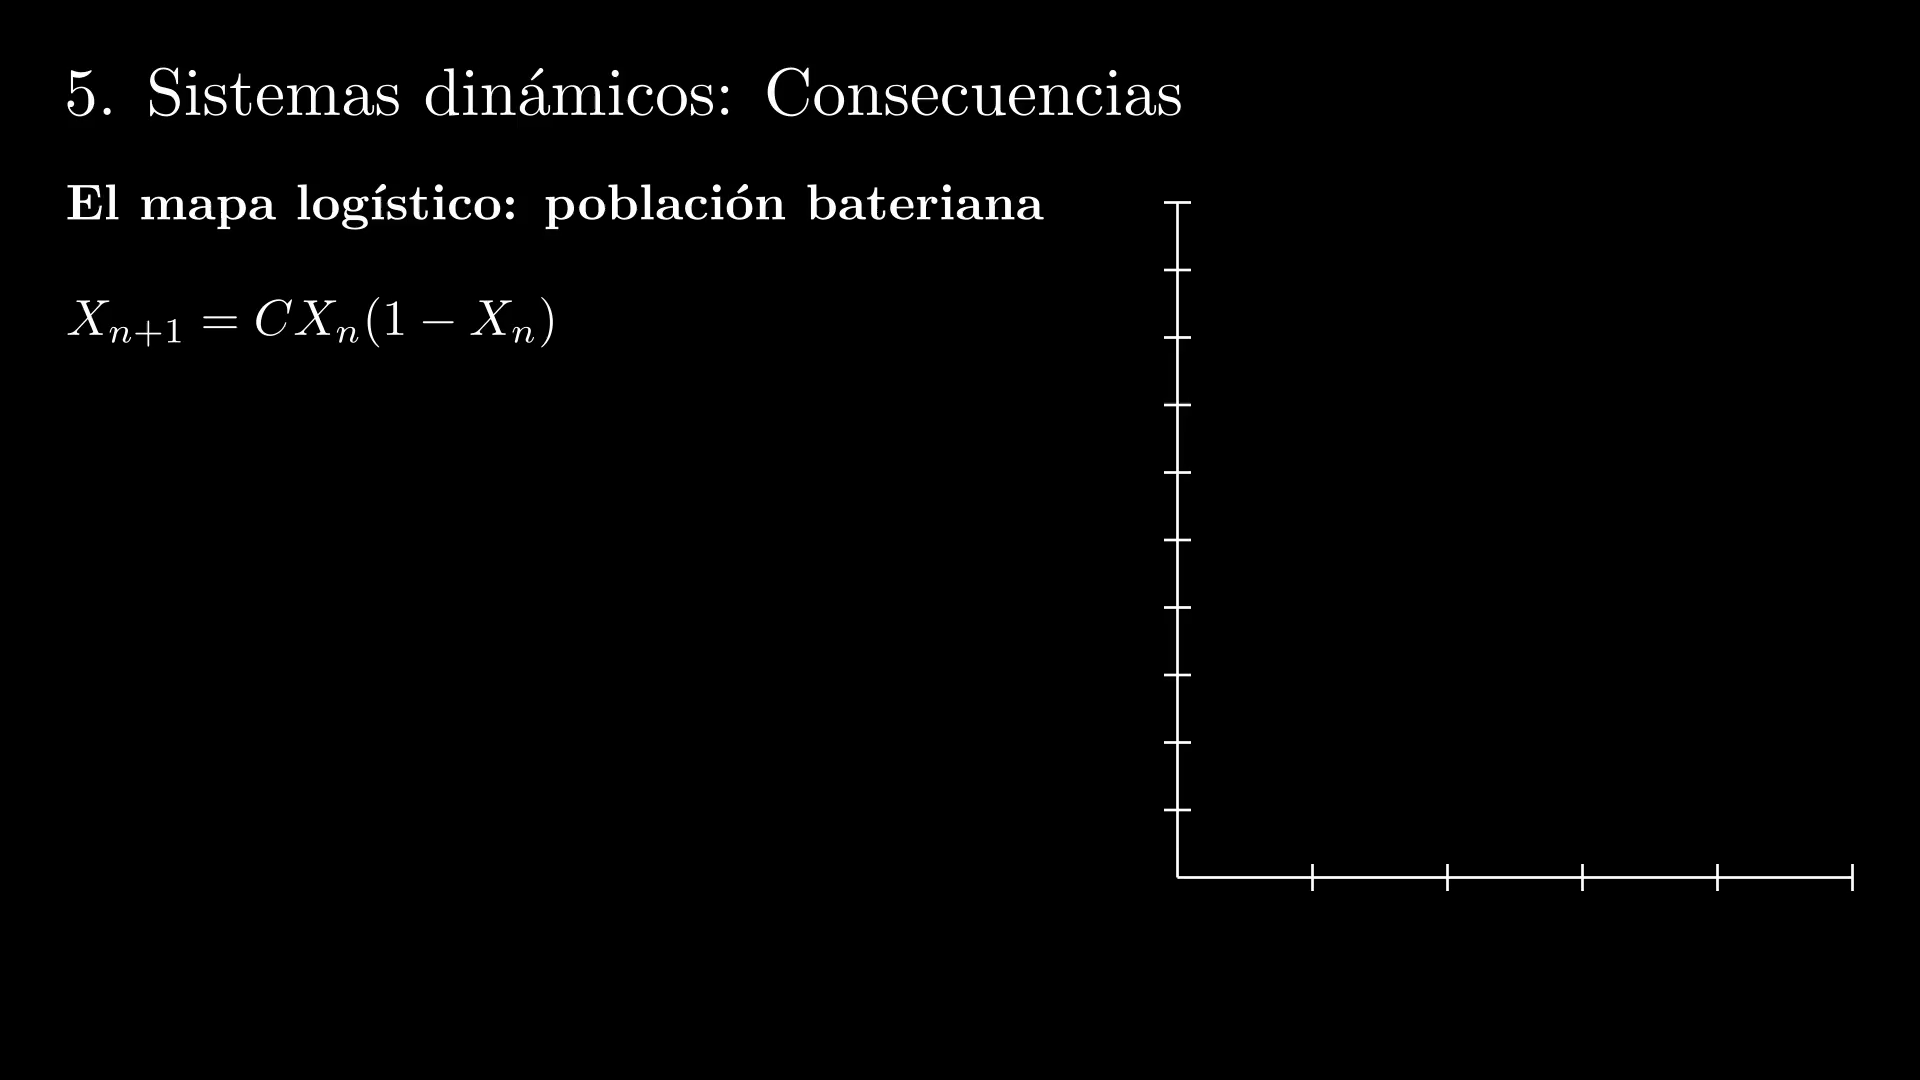 5. Sistemas dinámicos: Consecuencias
El mapa logístico: población bateriana
X_{n+1} = CX_n(1 − X_n)